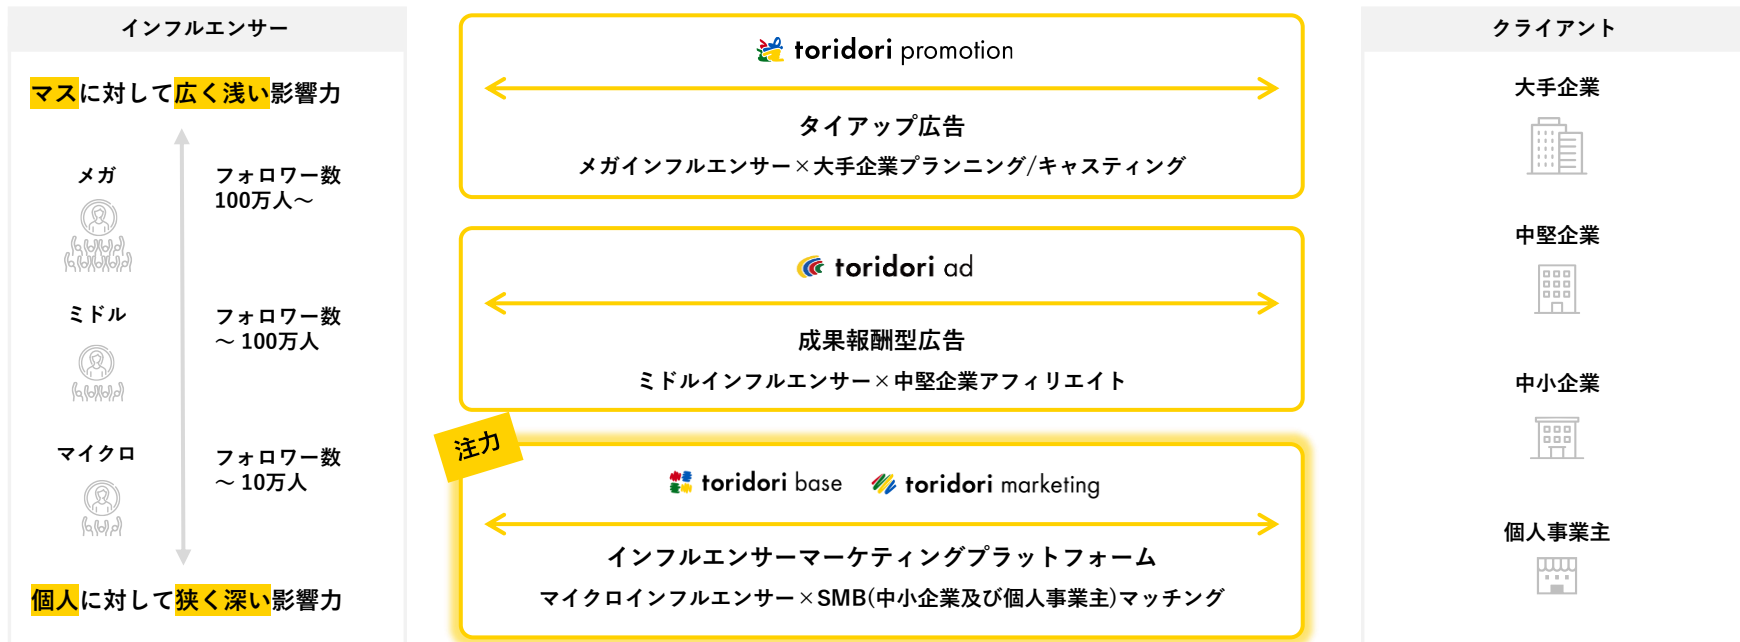 インフルエンサー
マスに対して広く浅い影響力
メガ
フォロワー数
100万人～
ミドル
フォロワー数
～ 100万人
マイクロ
フォロワー数
～ 10万人
個人に対して狭く深い影響力
toridori promotion
タイアップ広告
メガインフルエンサー×大手企業プランニング/キャスティング
toridori ad
成果報酬型広告
ミドルインフルエンサー×中堅企業アフィリエイト
注力
toridori base toridori marketing
インフルエンサーマーケティングプラットフォーム
マイクロインフルエンサー×SMB(中小企業及び個人事業主)マッチング
クライアント
大手企業
中堅企業
中小企業
個人事業主